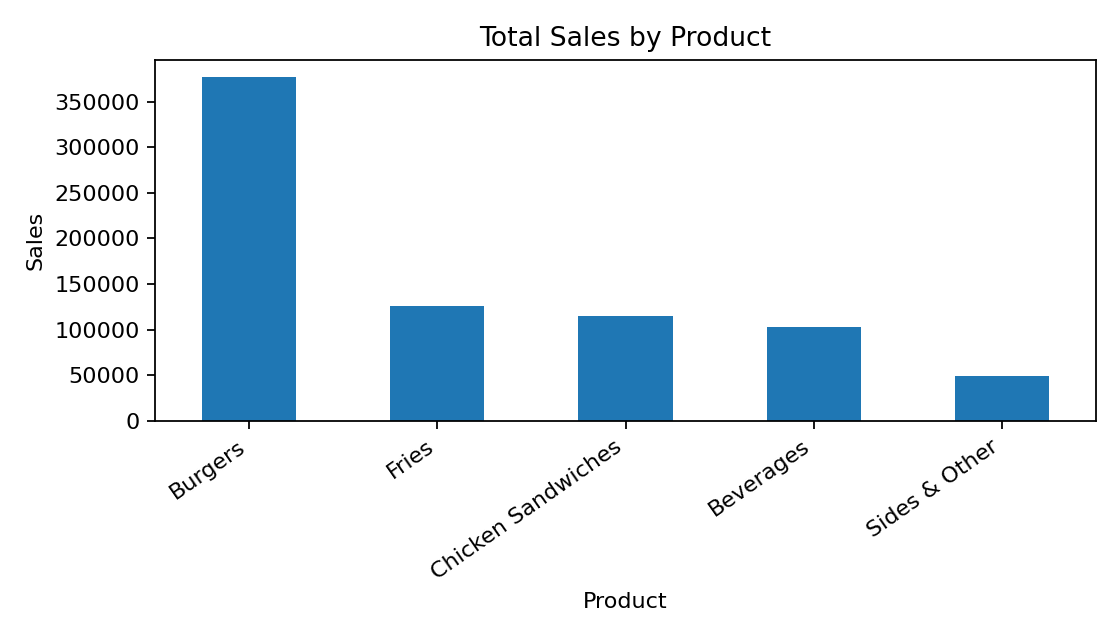 Total Sales by Product
Sales
350000
300000
250000
200000
150000
100000
50000
0
Burgers
Fries
Chicken Sandwiches
Beverages
Sides & Other
Product